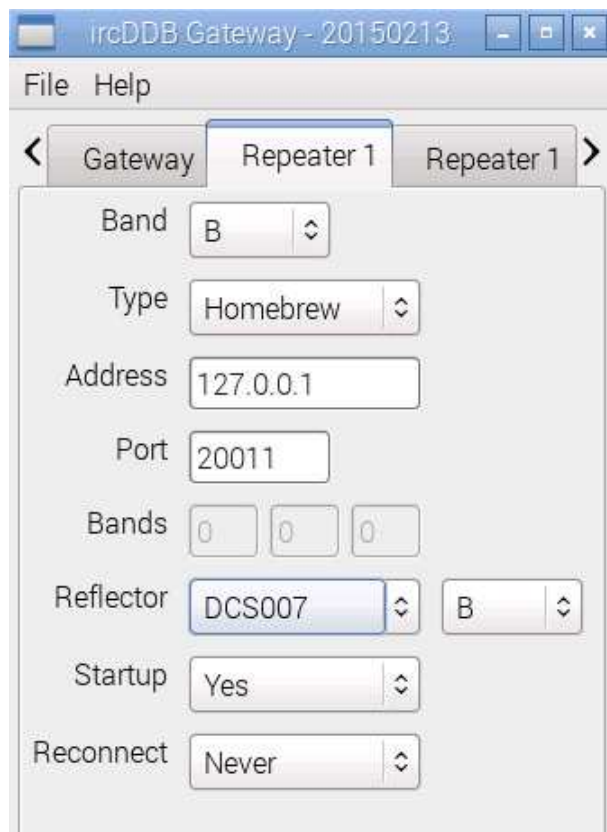 ircDDB Gateway - 20150213
File Help
Gateway Repeater 1 Repeater 1
Band B
Type Homebrew
Address 127.0.0.1
Port 20011
Bands 0 0 0
Reflector DCS007 B
Startup Yes
Reconnect Never